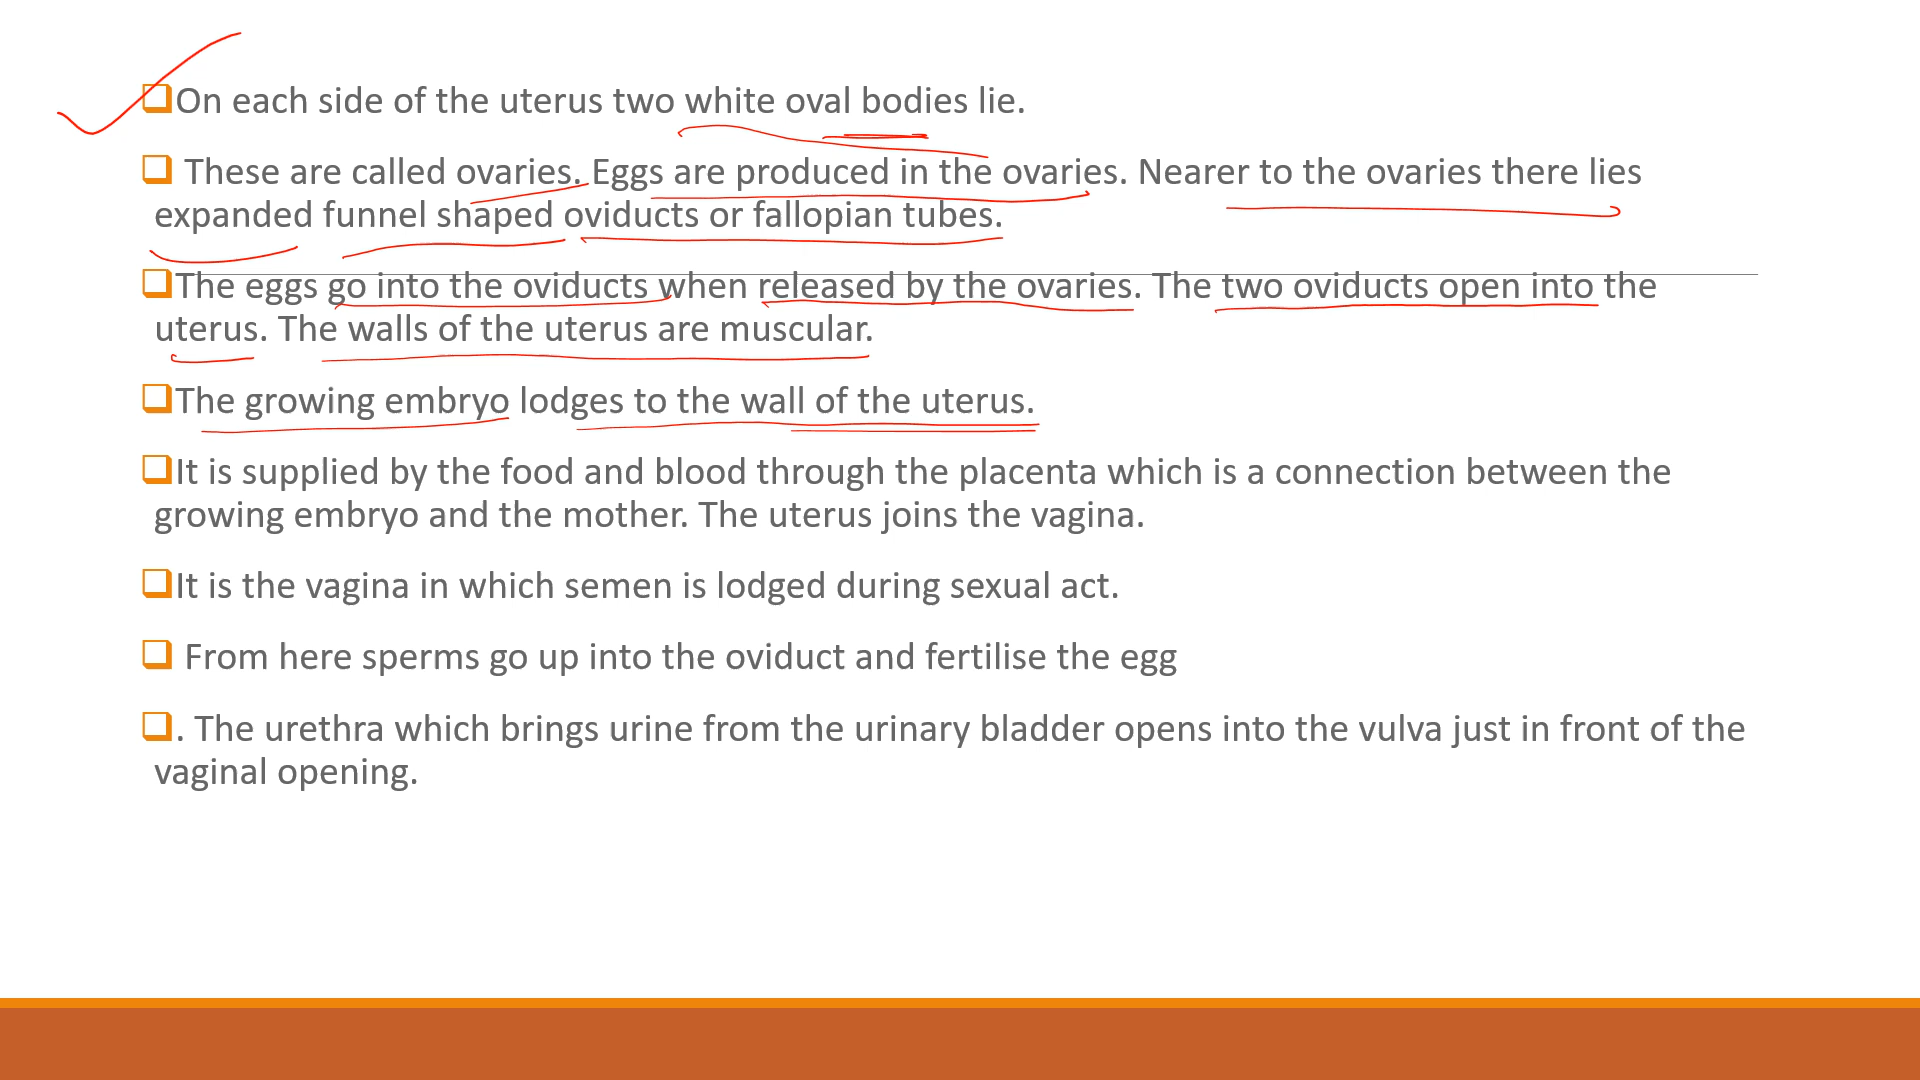 On each side of the uterus two white oval bodies lie.
These are called ovaries. Eggs are produced in the ovaries. Nearer to the ovaries there lies
expanded funnel shaped oviducts or fallopian tubes.
The eggs go into the oviducts when released by the ovaries. The two oviducts open into the
uterus. The walls of the uterus are muscular.
The growing embryo lodges to the wall of the uterus.
It is supplied by the food and blood through the placenta which is a connection between the
growing embryo and the mother. The uterus joins the vagina.
It is the vagina in which semen is lodged during sexual act.
From here sperms go up into the oviduct and fertilise the egg
. The urethra which brings urine from the urinary bladder opens into the vulva just in front of the
vaginal opening.